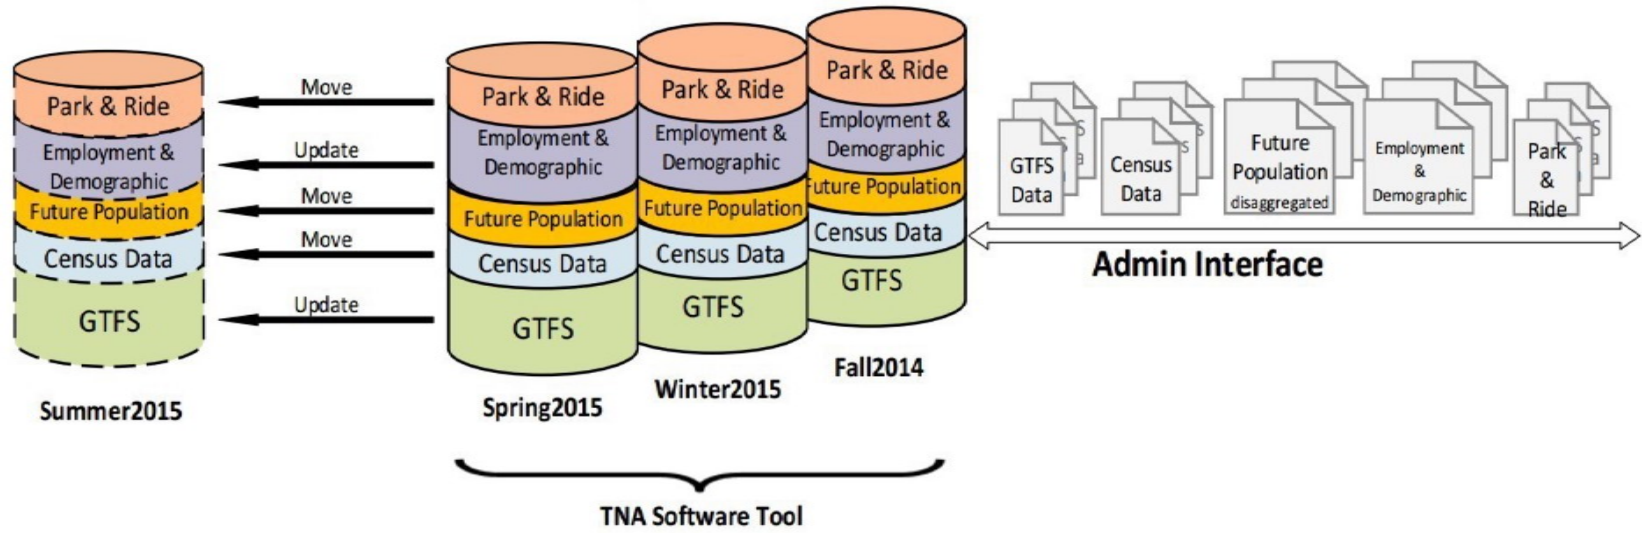 Park & Ride
Employment &
Demographic
Future Population
Census Data
GTFS
Summer2015
Move
Update
Move
Move
Update
Park & Ride
Employment &
Demographic
Future Population
Census Data
GTFS
Spring2015
Park & Ride
Employment &
Demographic
Future Population
Census Data
GTFS
Winter2015
Park & Ride
Employment &
Demographic
Future Population
Census Data
GTFS
Fall2014
TNA Software Tool
GTFS
Data
Census
Data
Future
Population
disaggregated
Employment
&
Demographic
Park
&
Ride
Admin Interface